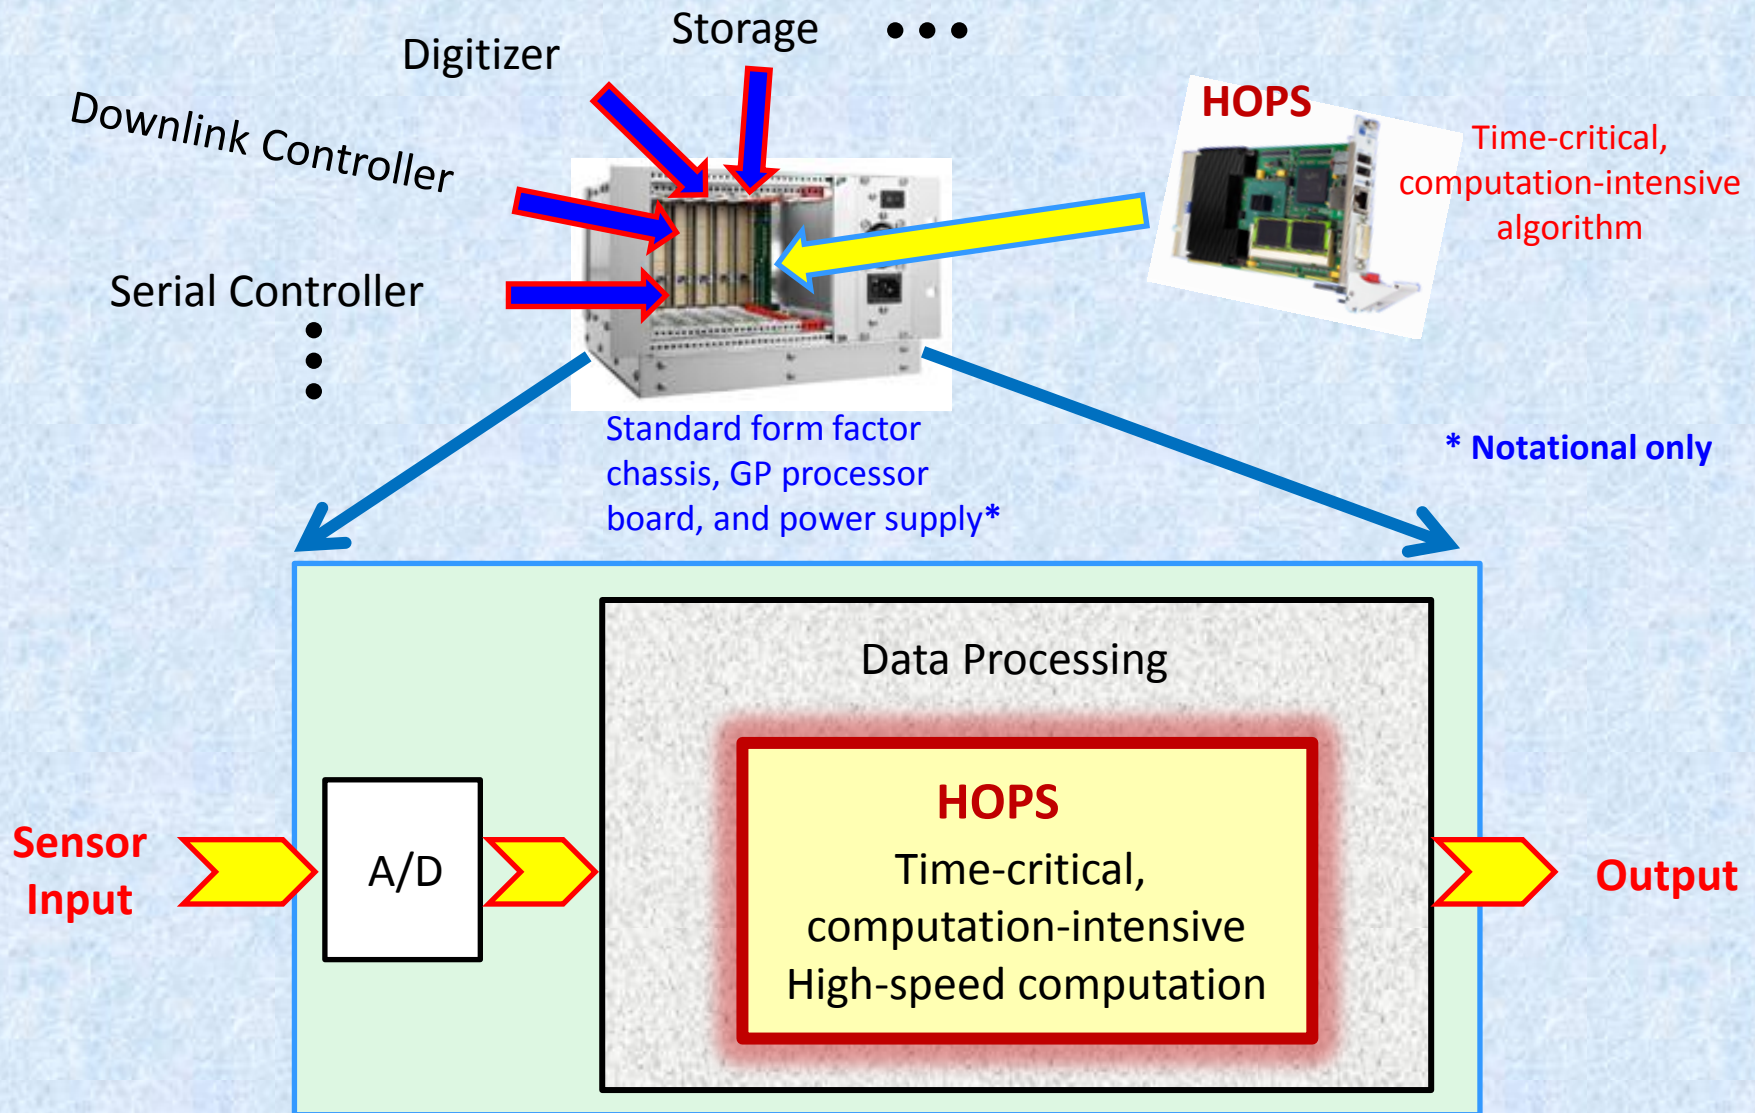 Storage
Digitizer
Downlink Controller
Serial Controller
HOPS
Time-critical,
computation-intensive
algorithm
Standard form factor
chassis, GP processor
board, and power supply*
* Notational only
Data Processing
HOPS
Time-critical,
computation-intensive
High-speed computation
Sensor
Input
A/D
Output